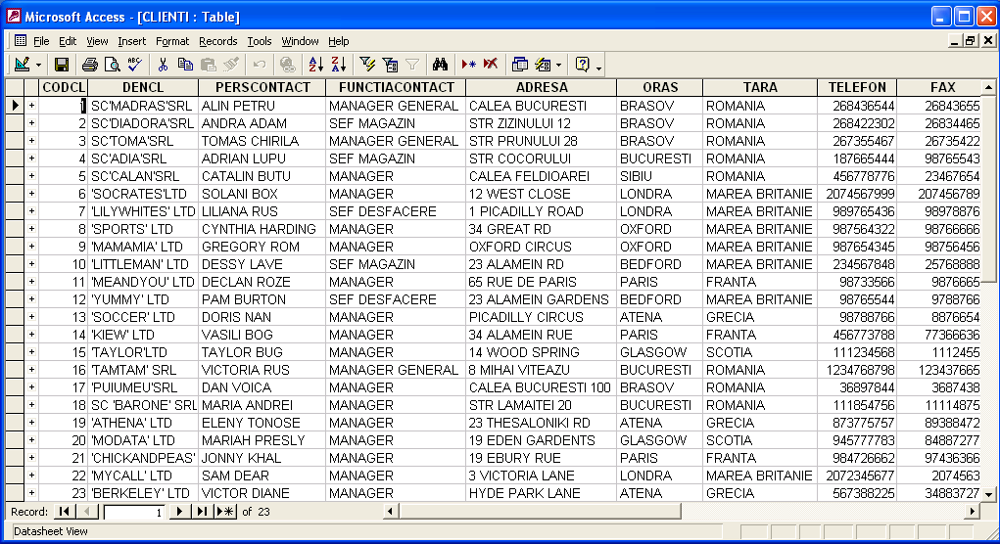 Microsoft Access - [CLIENTI : Table]
File Edit View Insert Format Records Tools Window Help
CODCL DENCL PERSCONTACT FUNCTIACONTACT ADRESA ORAS TARA TELEFON FAX
1 SC'MADRAS'SRL ALIN PETRU MANAGER GENERAL CALEA BUCURESTI BRASOV ROMANIA 268436544 26843655
2 SC'DIADORA'SRL ANDRA ADAM SEF MAGAZIN STR ZIZINULUI 12 BRASOV ROMANIA 268422302 26834465
3 SC'TOMA'SRL TOMAS CHIRILA MANAGER GENERAL STR PRUNULUI 28 BRASOV ROMANIA 267355467 26735422
4 SC'ADIA'SRL ADRIAN LUPU SEF MAGAZIN STR COCORULUI BUCURESTI ROMANIA 187665444 98765543
5 SC'CALAN'SRL CATALIN BUTU MANAGER CALEA FELDIOAREI SIBIU ROMANIA 456778776 23467654
6 'SOCRATES'LTD SOLANI BOX MANAGER 12 WEST CLOSE LONDRA MAREA BRITANIE 2074567999 207456789
7 'LILYWHITES' LTD LILIANA RUS SEF DESFACERE 1 PICADILLY ROAD LONDRA MAREA BRITANIE 989765436 98978876
8 'SPORTS' LTD CYNTHIA HARDING MANAGER 34 GREAT RD OXFORD MAREA BRITANIE 987564322 98766666
9 'MAMAMIA' LTD GREGORY ROM MANAGER OXFORD CIRCUS OXFORD MAREA BRITANIE 987654345 98756456
10 'LITTLEMAN' LTD DESSY LAVE SEF MAGAZIN 23 ALAMEIN RD BEDFORD MAREA BRITANIE 234567848 25768888
11 'MEANDYOU' LTD DECLAN ROZE MANAGER 65 RUE DE PARIS PARIS FRANTA 98733566 9876665
12 'YUMMY' LTD PAM BURTON SEF DESFACERE 23 ALAMEIN GARDENS BEDFORD MAREA BRITANIE 98765544 9788766
13 'SOCCER' LTD DORIS NAN MANAGER PICADILLY CIRCUS ATENA GRECIA 98788766 8876654
14 'KIEW' LTD VASILI BOG MANAGER 34 ALAMEIN RUE PARIS FRANTA 456773788 77366636
15 'TAYLOR'LTD TAYLOR BUG MANAGER 14 WOOD SPRING GLASGOW SCOTIA 111234568 1112455
16 'TAMTAM' SRL VICTORIA RUS MANAGER GENERAL 8 MIHAI VITEAZU BUCURESTI ROMANIA 1234768798 123437665
17 'PUIUMEU'SRL DAN VOICA MANAGER CALEA BUCURESTI 100 BRASOV ROMANIA 36897844 3687438
18 SC 'BARONE' SRL MARIA ANDREI MANAGER STR LAMAITEI 20 BUCURESTI ROMANIA 111854756 11114875
19 'ATHENA' LTD ELENY TONOSE MANAGER 23 THESALONIKI RD ATENA GRECIA 873775757 89388472
20 'MODATA' LTD MARIAH PRESLY MANAGER 19 EDEN GARDENTS GLASGOW SCOTIA 945777783 84887277
21 'CHICKANDPEAS' JONNY KHAL MANAGER 19 EBURY RUE PARIS FRANTA 984726662 97436366
22 'MYCALL' LTD SAM DEAR MANAGER 3 VICTORIA LANE LONDRA MAREA BRITANIE 2072345677 2074563
23 'BERKELEY' LTD VICTOR DIANE MANAGER HYDE PARK LANE ATENA GRECIA 567388225 34883727
Record: 1 of 23
Datasheet View